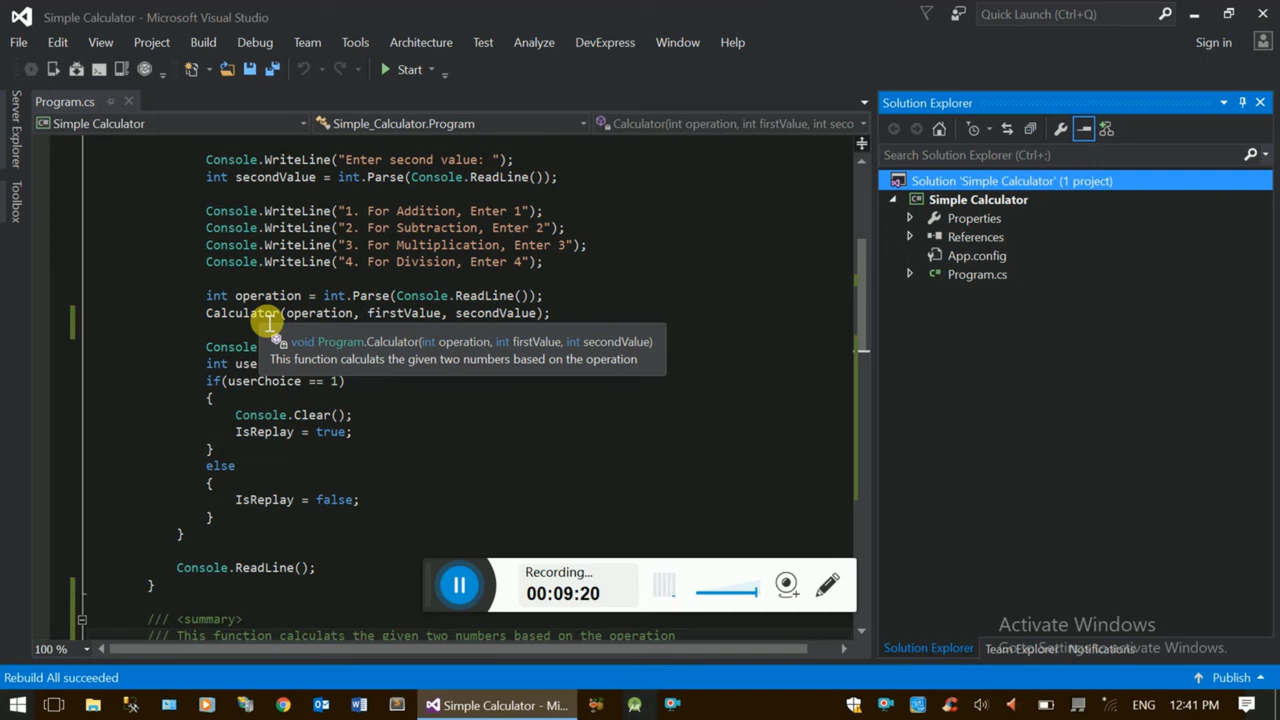 Simple Calculator - Microsoft Visual Studio
Quick Launch (Ctrl+Q)
File Edit View Project Build Debug Team Tools Architecture Test Analyze DevExpress Window Help
Sign in
Start
Server Explorer
Toolbox
Program.cs
Simple Calculator
Simple_Calculator.Program
Calculator(int operation, int firstValue, int seco
Console.WriteLine("Enter second value: ");
int secondValue = int.Parse(Console.ReadLine());
Console.WriteLine("1. For Addition, Enter 1");
Console.WriteLine("2. For Subtraction, Enter 2");
Console.WriteLine("3. For Multiplication, Enter 3");
Console.WriteLine("4. For Division, Enter 4");
int operation = int.Parse(Console.ReadLine());
Calculator(operation, firstValue, secondValue);
void Program.Calculator(int operation, int firstValue, int secondValue)
This function calculats the given two numbers based on the operation
Console
int use
if(userChoice == 1)
{
Console.Clear();
IsReplay = true;
}
else
{
IsReplay = false;
}
}
Console.ReadLine();
}
/// <summary>
/// This function calculats the given two numbers based on the operation
100 %
Recording...
00:09:20
Solution Explorer
Search Solution Explorer (Ctrl+;)
Solution 'Simple Calculator' (1 project)
Simple Calculator
Properties
References
App.config
C# Program.cs
Activate Windows
Solution Explorer Team Explorer Notifications
Go to Settings to activate Windows.
Rebuild All succeeded
Publish
Simple Calculator - Mi...
ENG
12:41 PM